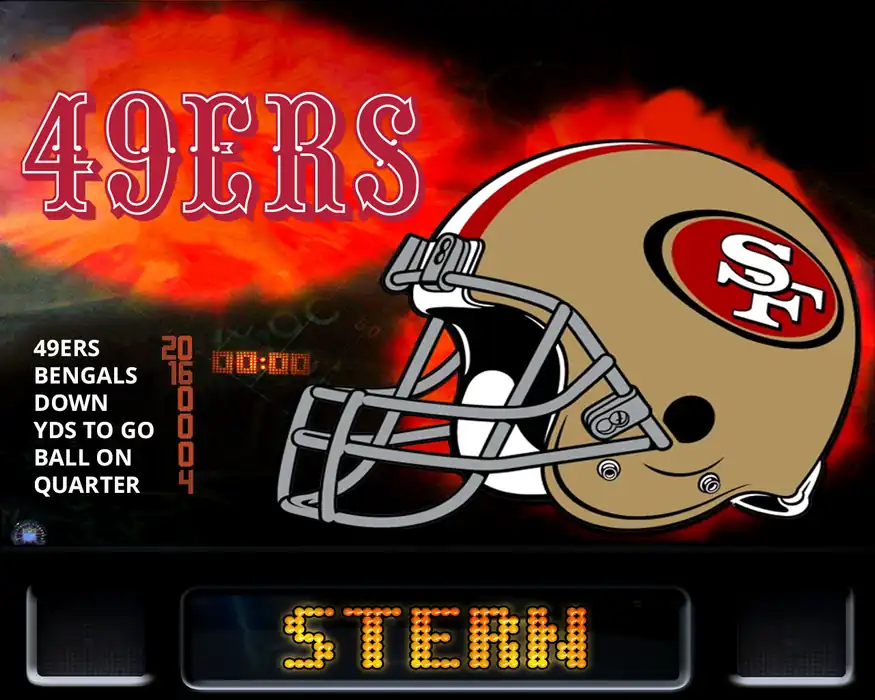 49ERS
SF
49ERS 20
00:00
BENGALS 16
DOWN 0
YDS TO GO 0
BALL ON 0
QUARTER 4
STERN